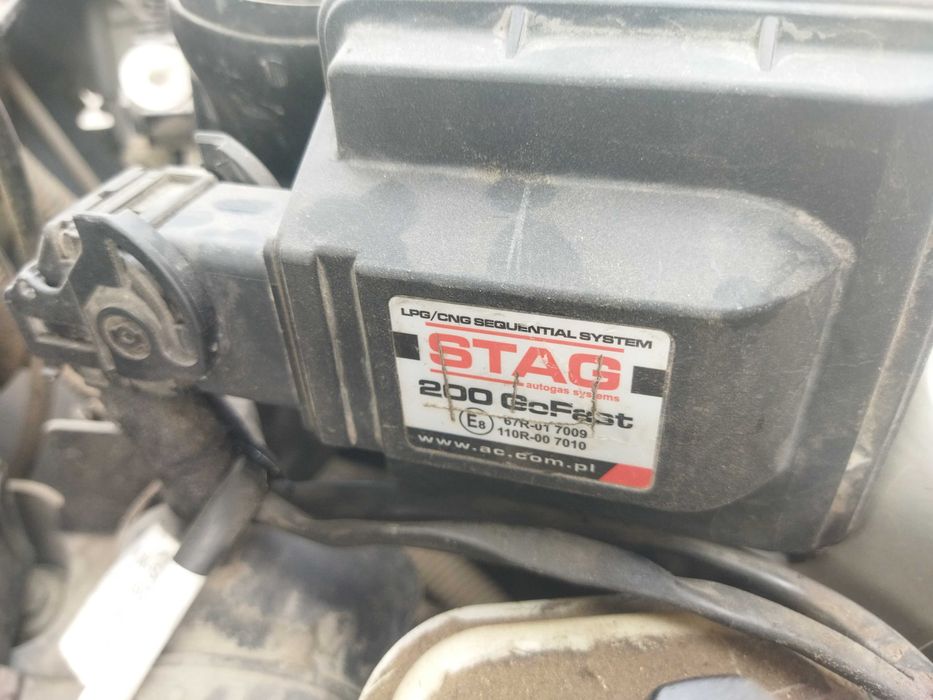 LPG/CNG SEQUENTIAL SYSTEM
STAG
autogas systems
200 GoFast
E8 67R-01 7009
110R-00 7010
www.ac.com.pl